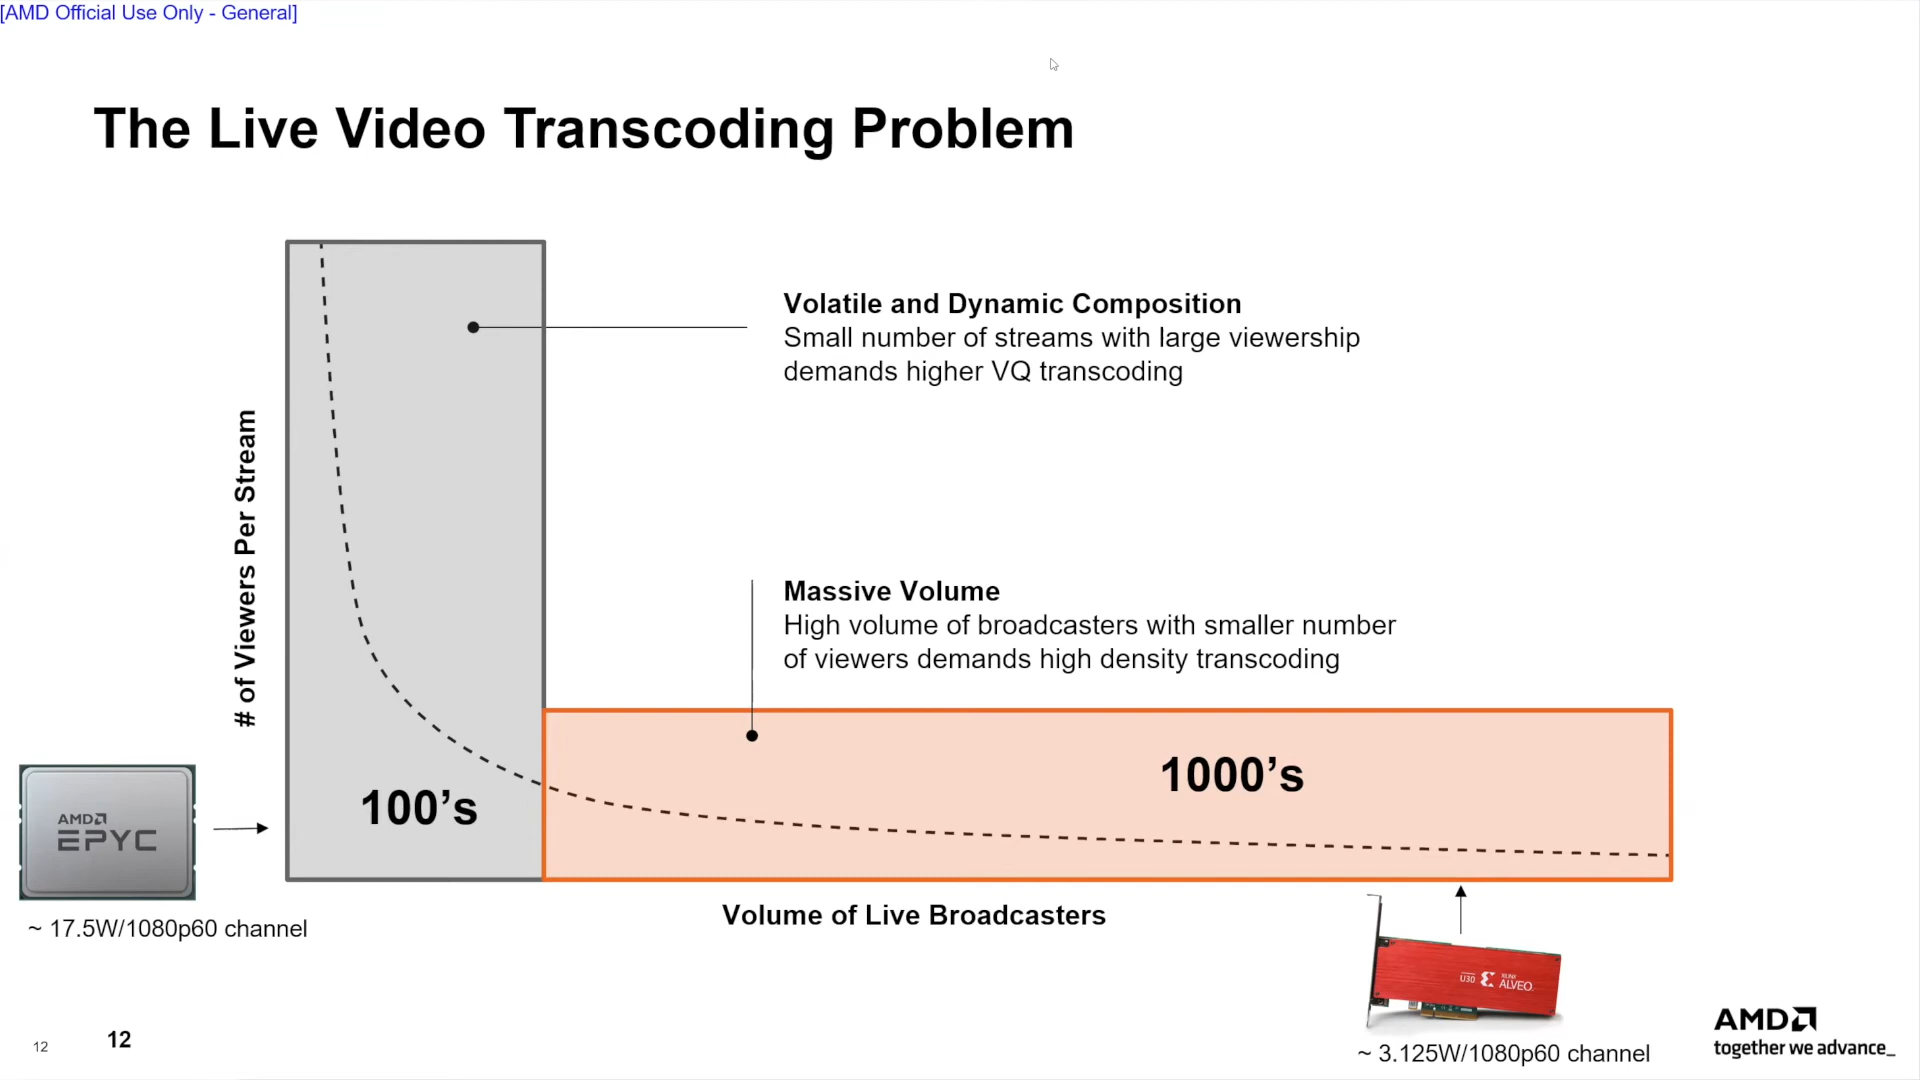 [AMD Official Use Only - General]
The Live Video Transcoding Problem
Volatile and Dynamic Composition
Small number of streams with large viewership
demands higher VQ transcoding
# of Viewers Per Stream
Massive Volume
High volume of broadcasters with smaller number
of viewers demands high density transcoding
100’s
1000’s
AMD
EPYC
~ 17.5W/1080p60 channel
Volume of Live Broadcasters
U30
XILINX
ALVEO
~ 3.125W/1080p60 channel
12
12
AMD
together we advance_